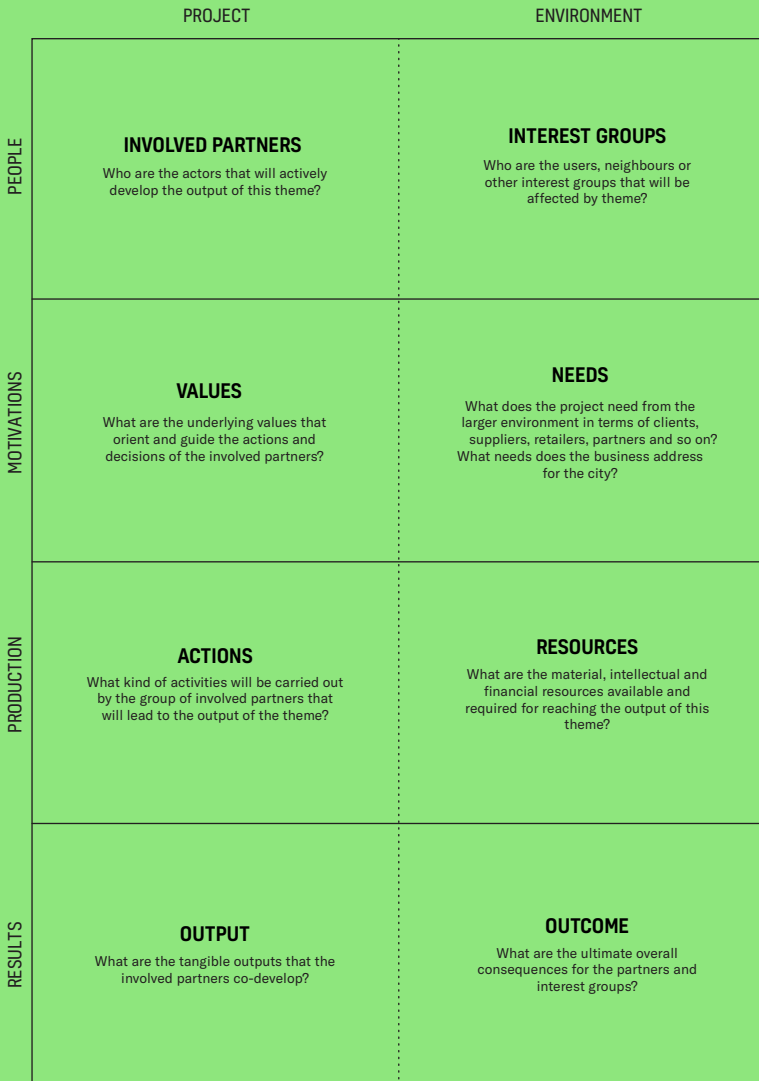 PROJECT
ENVIRONMENT
PEOPLE
INVOLVED PARTNERS
Who are the actors that will actively
develop the output of this theme?
INTEREST GROUPS
Who are the users, neighbours or
other interest groups that will be
affected by theme?
MOTIVATIONS
VALUES
What are the underlying values that
orient and guide the actions and
decisions of the involved partners?
NEEDS
What does the project need from the
larger environment in terms of clients,
suppliers, retailers, partners and so on?
What needs does the business address
for the city?
PRODUCTION
ACTIONS
What kind of activities will be carried out
by the group of involved partners that
will lead to the output of the theme?
RESOURCES
What are the material, intellectual and
financial resources available and
required for reaching the output of this
theme?
RESULTS
OUTPUT
What are the tangible outputs that the
involved partners co-develop?
OUTCOME
What are the ultimate overall
consequences for the partners and
interest groups?